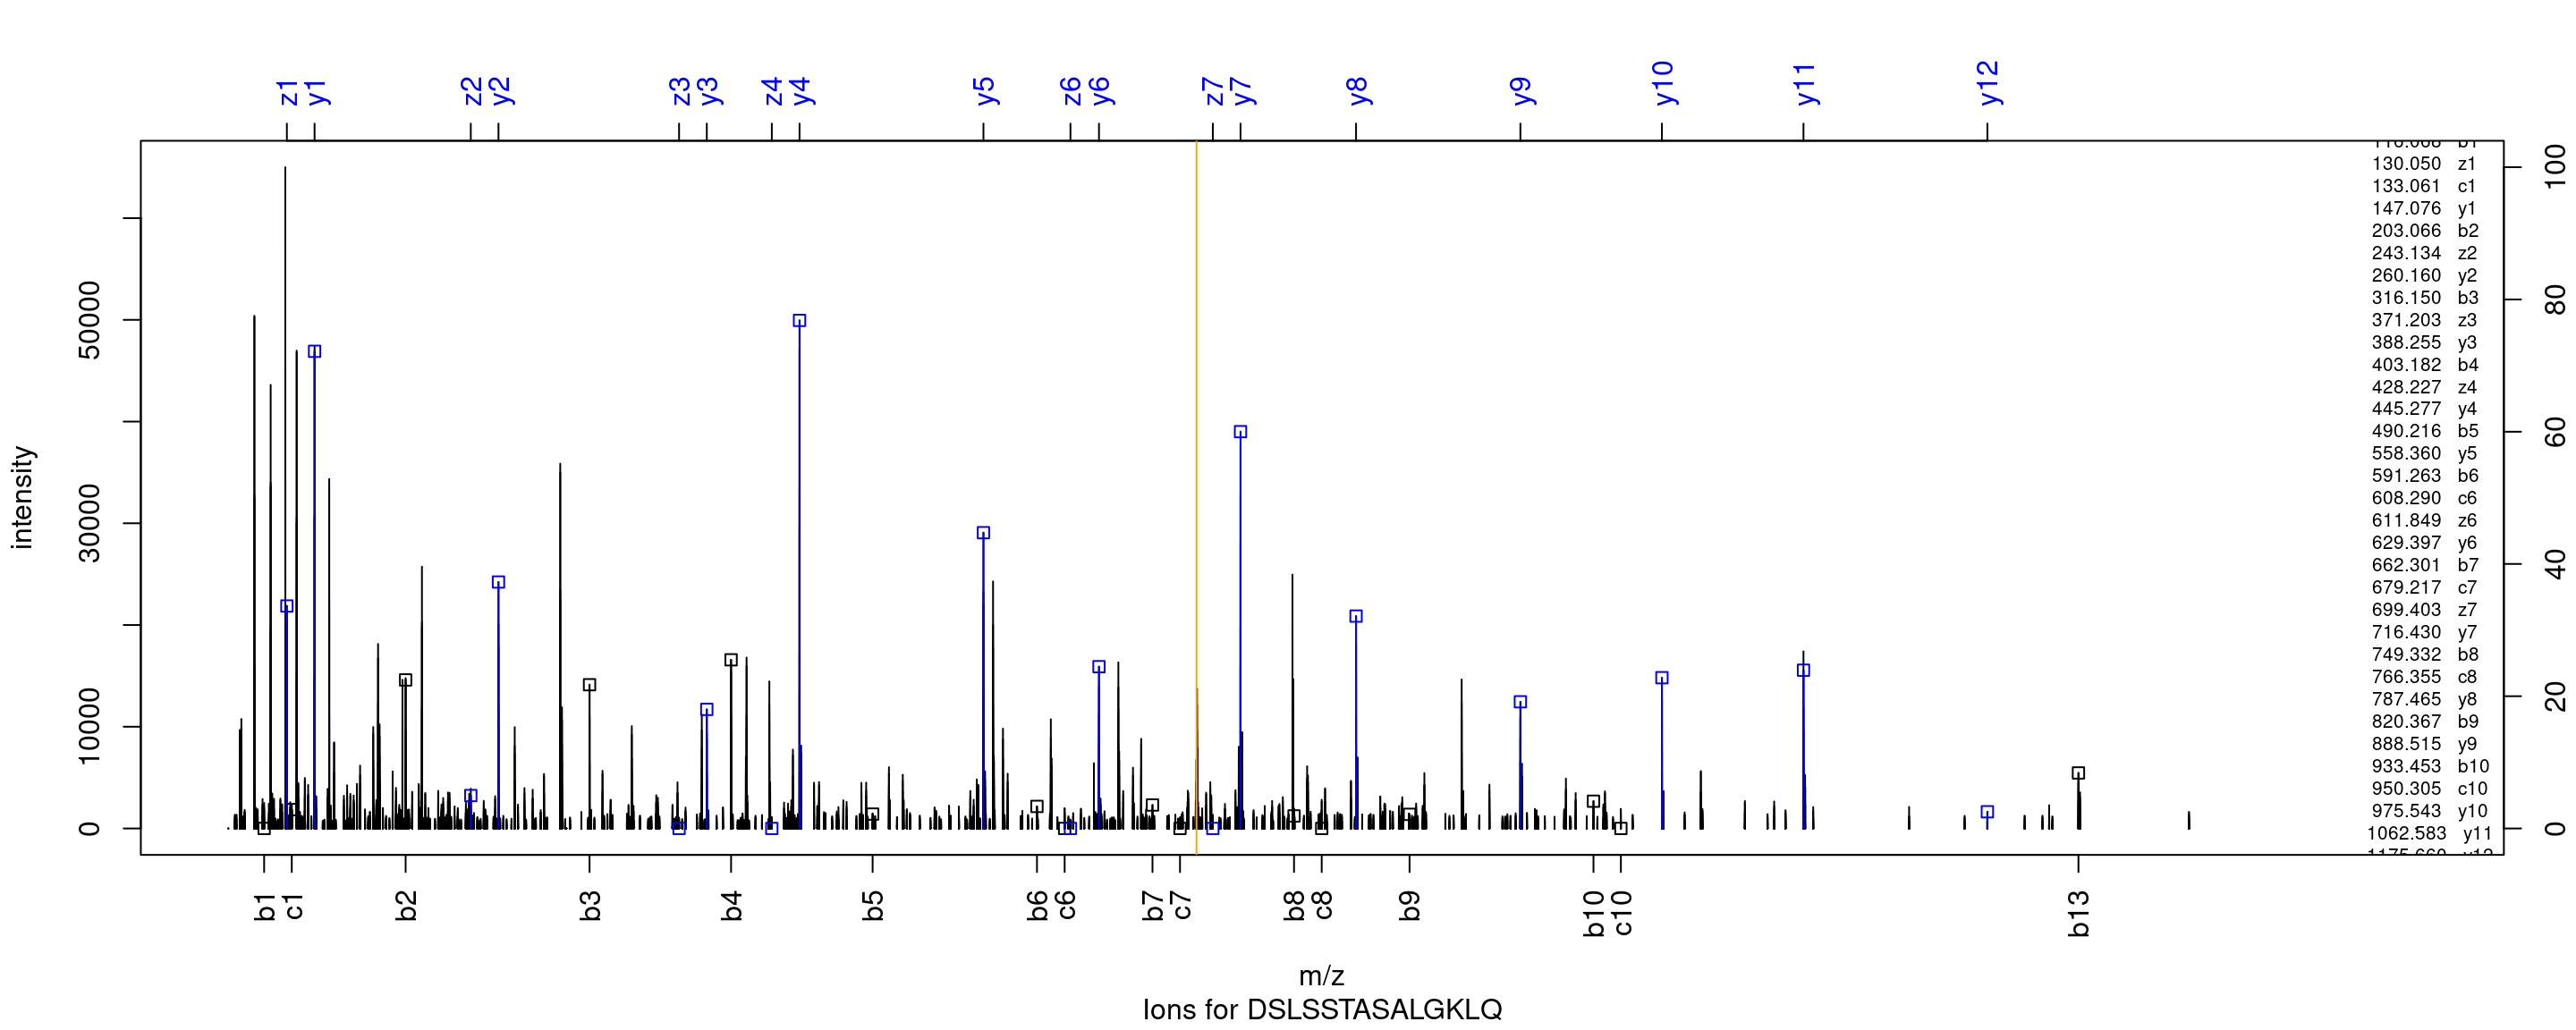 z1 y1 z2 y2 z3 y3 z4 y4 y5 z6 y6 z7 y7 y8 y9 y10 y11 y12
intensity
0 10000 30000 50000
0 20 40 60 80 100
130.050 z1
133.061 c1
147.076 y1
203.066 b2
243.134 z2
260.160 y2
316.150 b3
371.203 z3
388.255 y3
403.182 b4
428.227 z4
445.277 y4
490.216 b5
558.360 y5
591.263 b6
608.290 c6
611.849 z6
629.397 y6
662.301 b7
679.217 c7
699.403 z7
716.430 y7
749.332 b8
766.355 c8
787.465 y8
820.367 b9
888.515 y9
933.453 b10
950.305 c10
975.543 y10
1062.583 y11
b1 c1 b2 b3 b4 b5 b6 c6 b7 c7 b8 c8 b9 b10 c10 b13
m/z
Ions for DSLSSTASALGKLQ